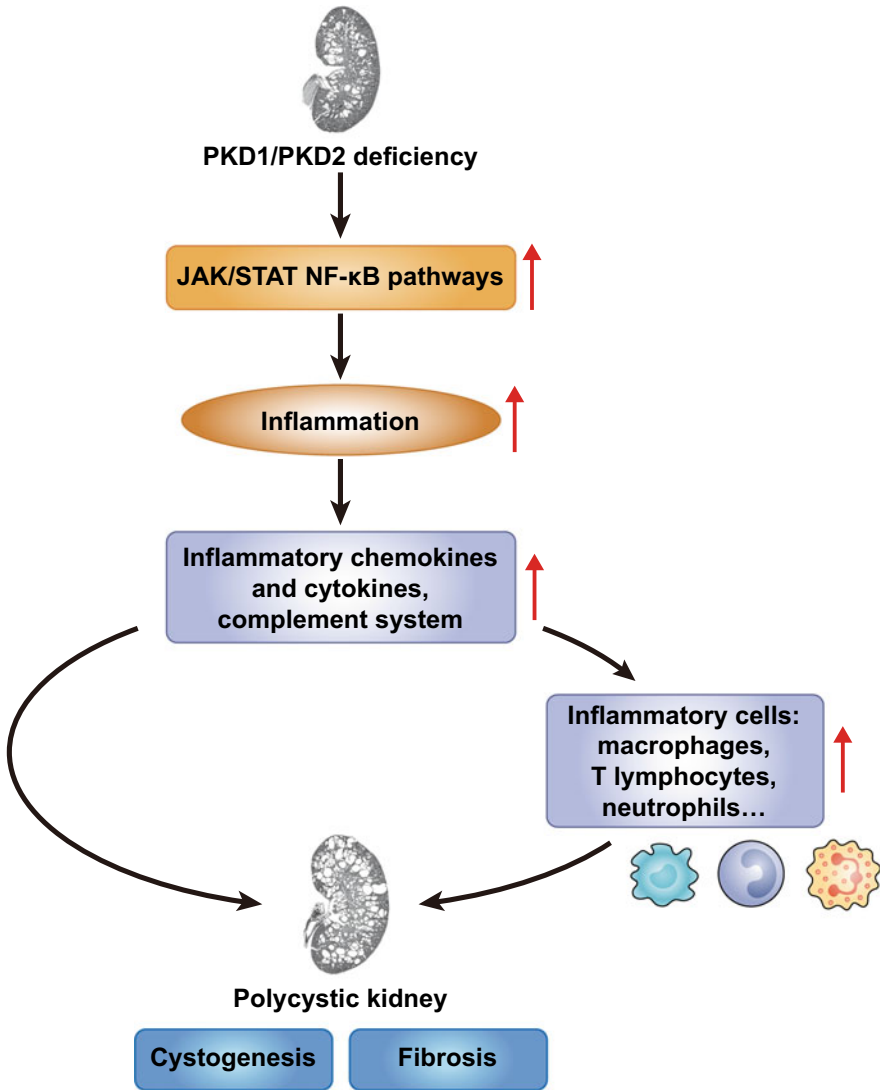 PKD1/PKD2 deficiency
JAK/STAT NF-κB pathways
Inflammation
Inflammatory chemokines
and cytokines,
complement system
Inflammatory cells:
macrophages,
T lymphocytes,
neutrophils…
Polycystic kidney
Cystogenesis
Fibrosis